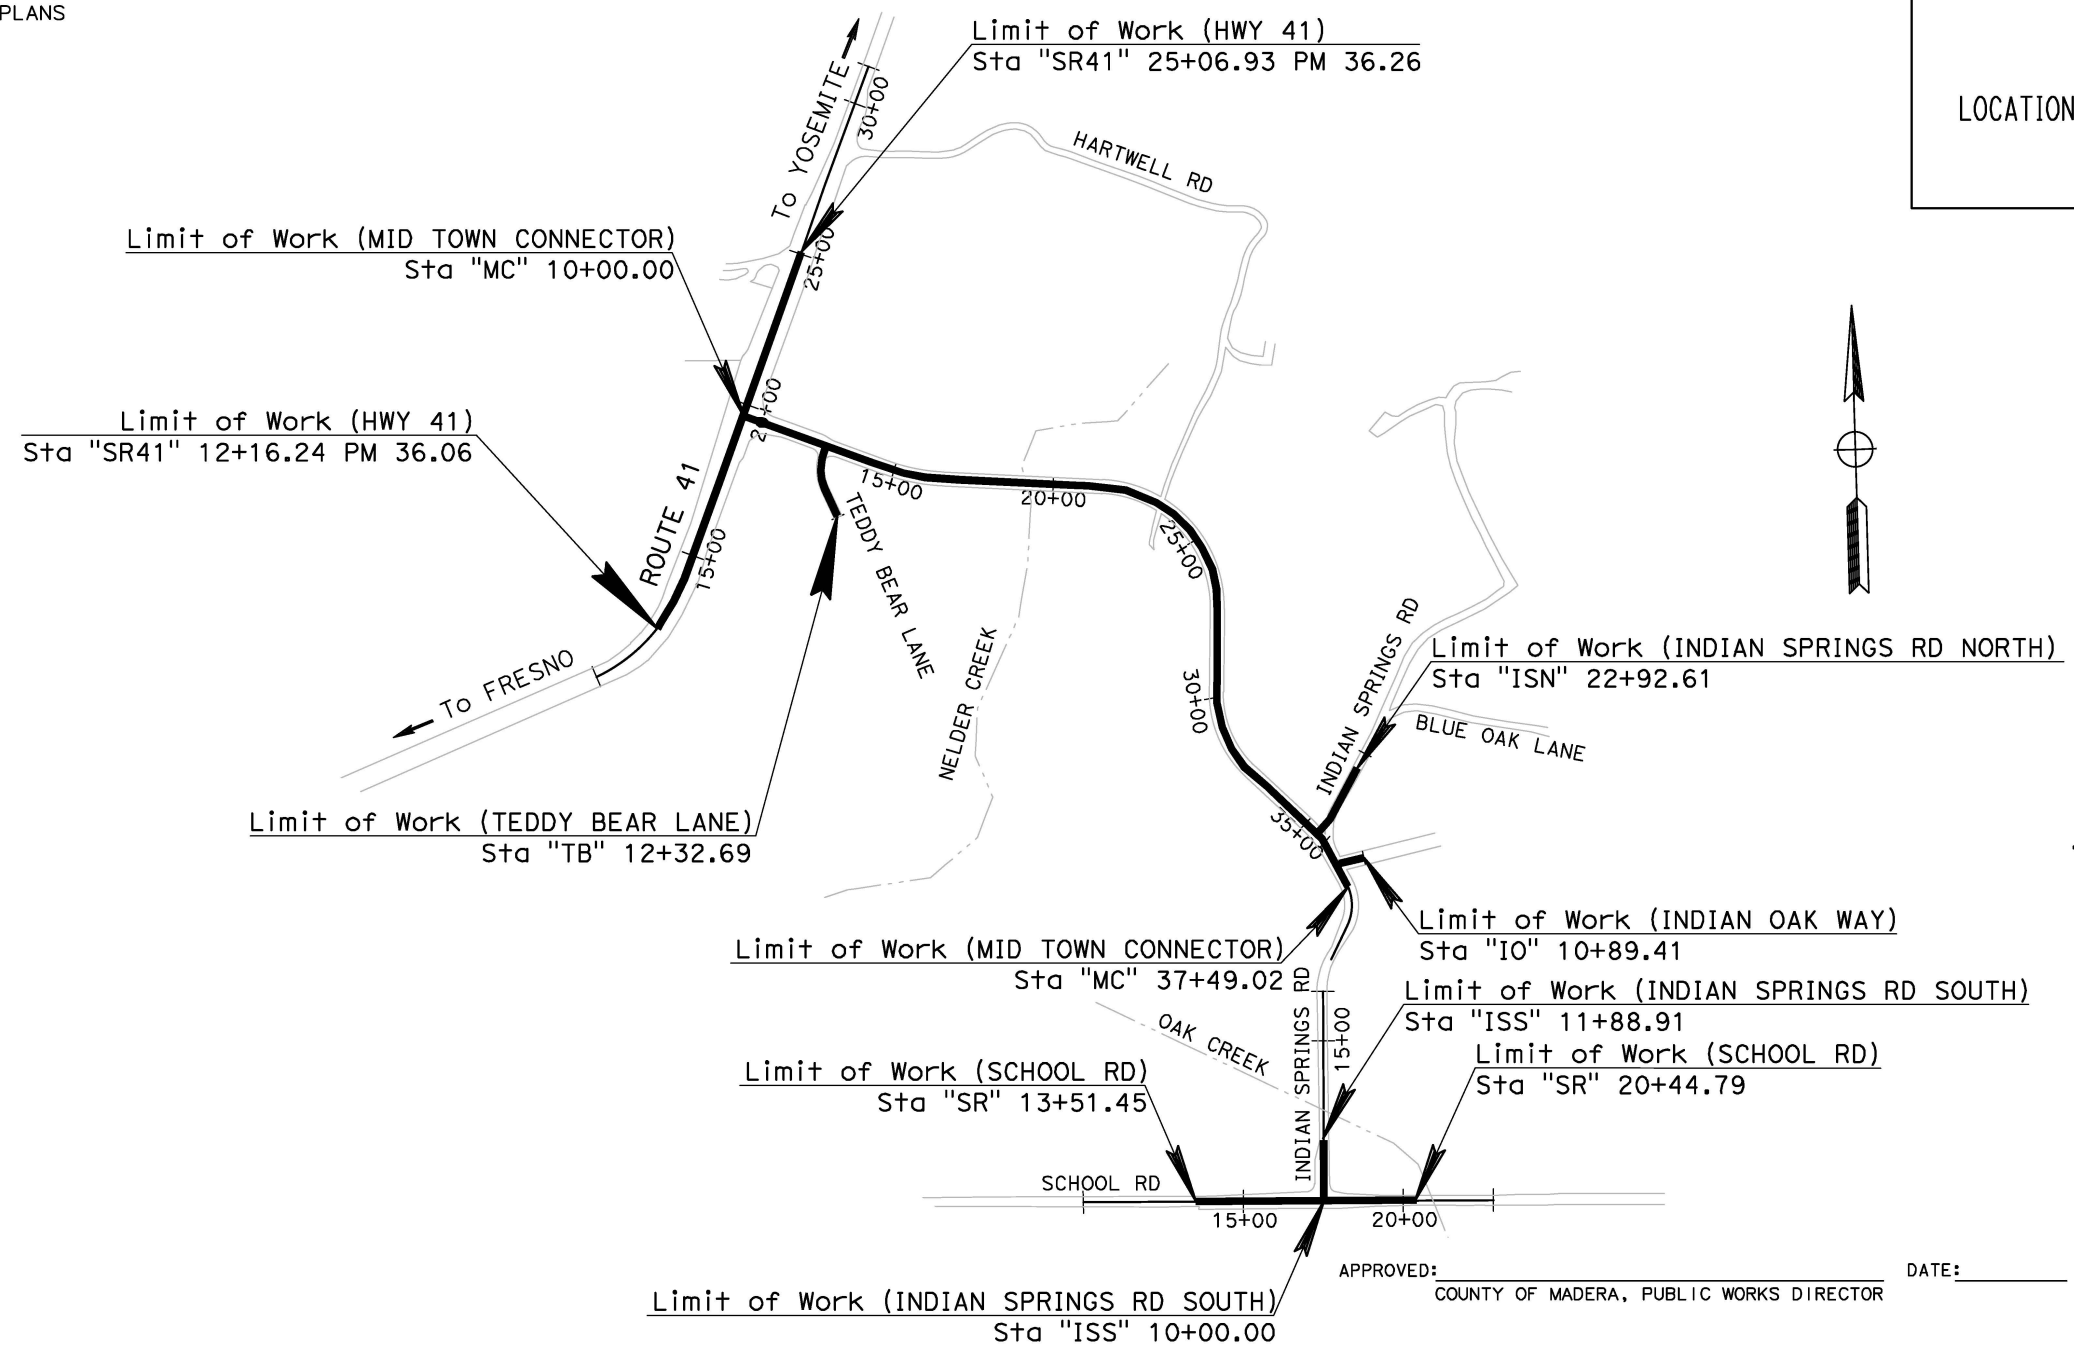 PLANS
Limit of Work (HWY 41)
Sta "SR41" 25+06.93 PM 36.26
LOCATION
To YOSEMITE
30+00
HARTWELL RD
Limit of Work (MID TOWN CONNECTOR)
Sta "MC" 10+00.00
25+00
Limit of Work (HWY 41)
Sta "SR41" 12+16.24 PM 36.06
ROUTE 41
15+00
15+00
20+00
25+00
TEDDY BEAR LANE
NELDER CREEK
To FRESNO
30+00
INDIAN SPRINGS RD
Limit of Work (INDIAN SPRINGS RD NORTH)
Sta "ISN" 22+92.61
BLUE OAK LANE
Limit of Work (TEDDY BEAR LANE)
Sta "TB" 12+32.69
35+00
Limit of Work (INDIAN OAK WAY)
Sta "IO" 10+89.41
Limit of Work (MID TOWN CONNECTOR)
Sta "MC" 37+49.02
Limit of Work (INDIAN SPRINGS RD SOUTH)
Sta "ISS" 11+88.91
OAK CREEK
INDIAN SPRINGS RD
15+00
Limit of Work (SCHOOL RD)
Sta "SR" 20+44.79
Limit of Work (SCHOOL RD)
Sta "SR" 13+51.45
SCHOOL RD
15+00
20+00
APPROVED:
DATE:
COUNTY OF MADERA, PUBLIC WORKS DIRECTOR
Limit of Work (INDIAN SPRINGS RD SOUTH)
Sta "ISS" 10+00.00